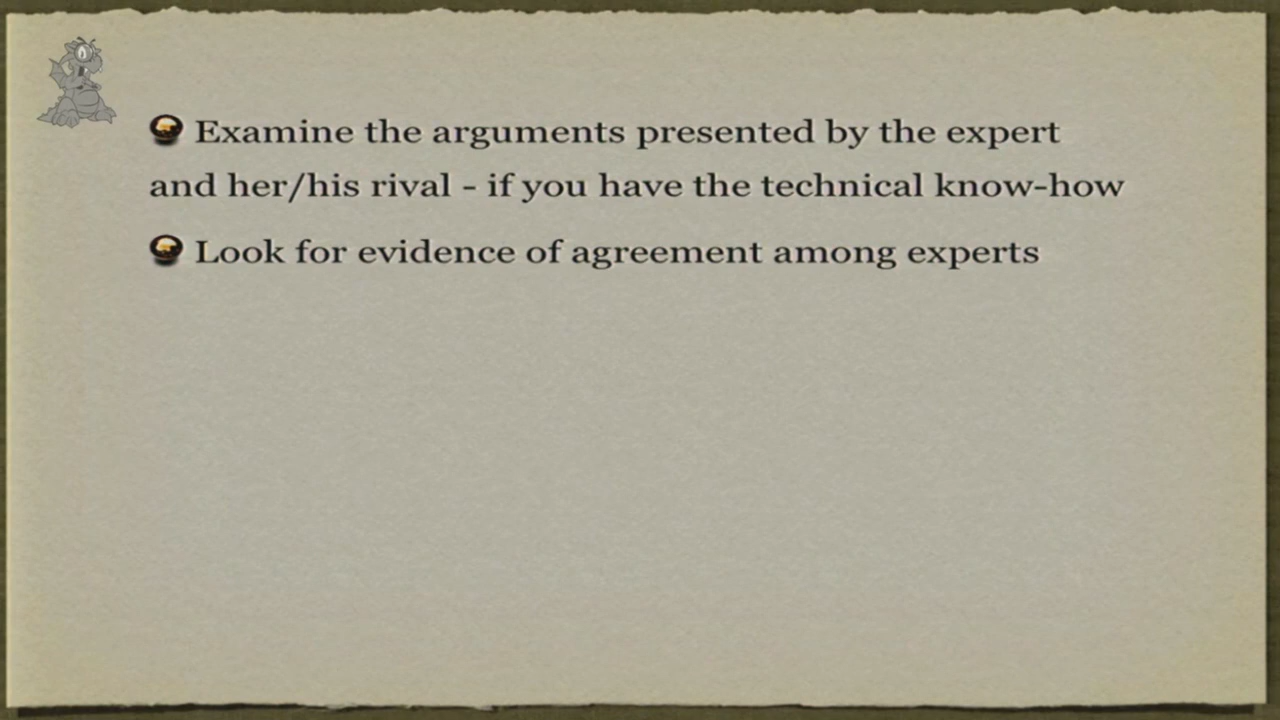 Examine the arguments presented by the expert
and her/his rival - if you have the technical know-how
Look for evidence of agreement among experts